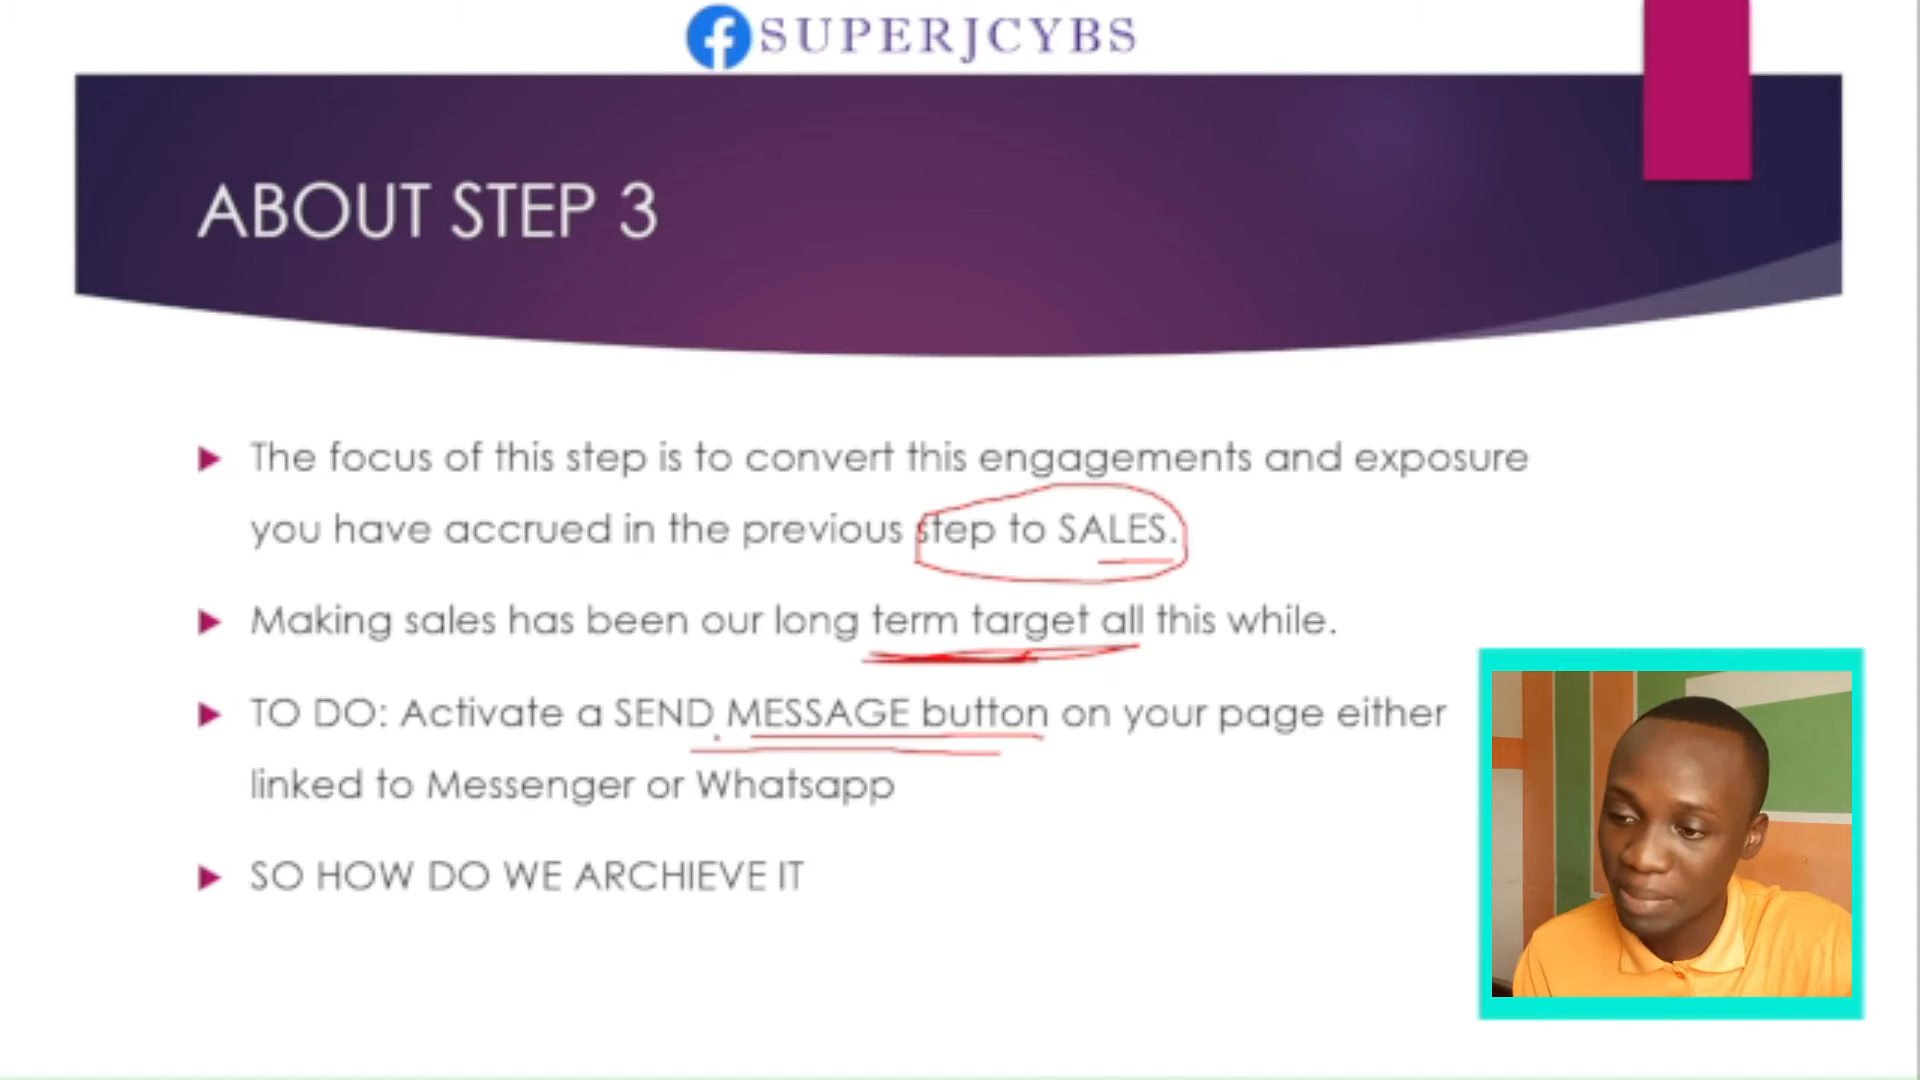 SUPERJCYBS
ABOUT STEP 3
The focus of this step is to convert this engagements and exposure
you have accrued in the previous step to SALES.
Making sales has been our long term target all this while.
TO DO: Activate a SEND MESSAGE button on your page either
linked to Messenger or Whatsapp
SO HOW DO WE ARCHIEVE IT